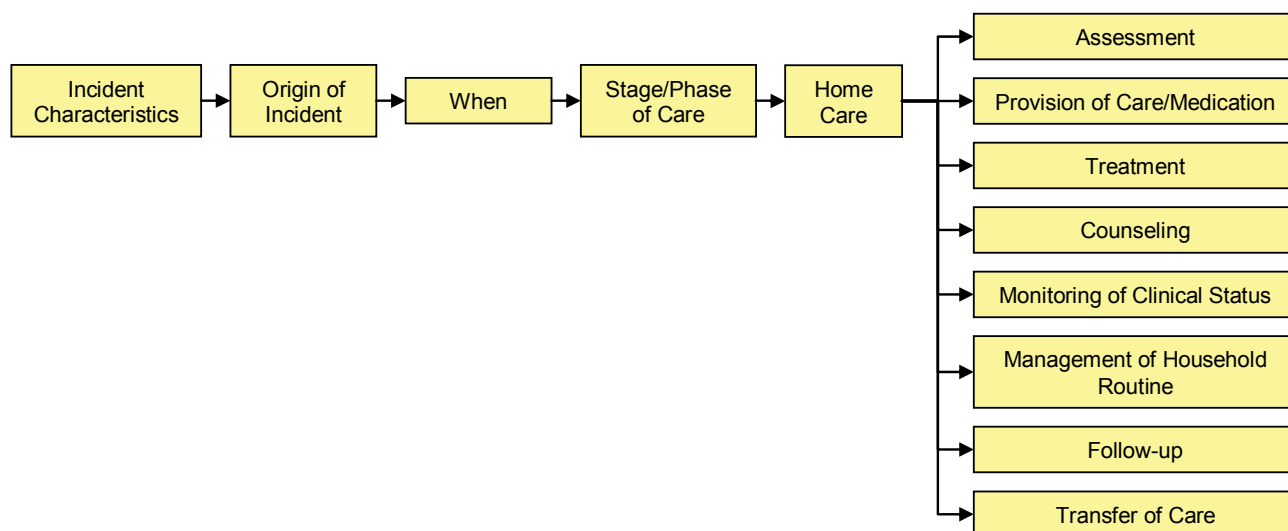 Incident
Characteristics
Origin of
Incident
When
Stage/Phase
of Care
Home
Care
Assessment
Provision of Care/Medication
Treatment
Counseling
Monitoring of Clinical Status
Management of Household
Routine
Follow-up
Transfer of Care